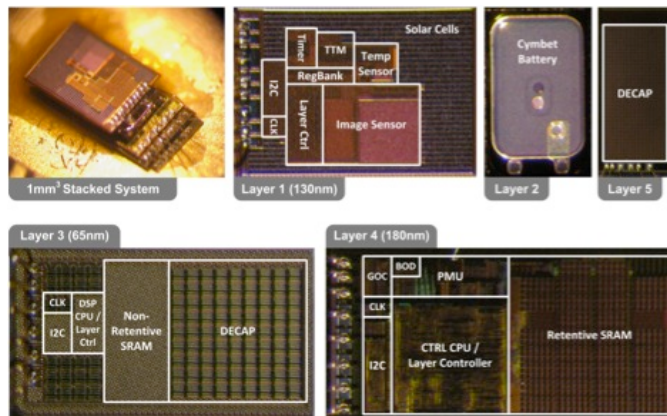 1mm³ Stacked System
Timer
TTM
Solar Cells
Temp
Sensor
I2C
RegBank
CLK
Layer Ctrl
Image Sensor
Layer 1 (130nm)
Cymbet
Battery
Layer 2
DECAP
Layer 5
Layer 3 (65nm)
CLK
I2C
DSP
CPU /
Layer
Ctrl
Non-
Retentive
SRAM
DECAP
Layer 4 (180nm)
GOC
BOD
PMU
CLK
I2C
CTRL CPU /
Layer Controller
Retentive SRAM